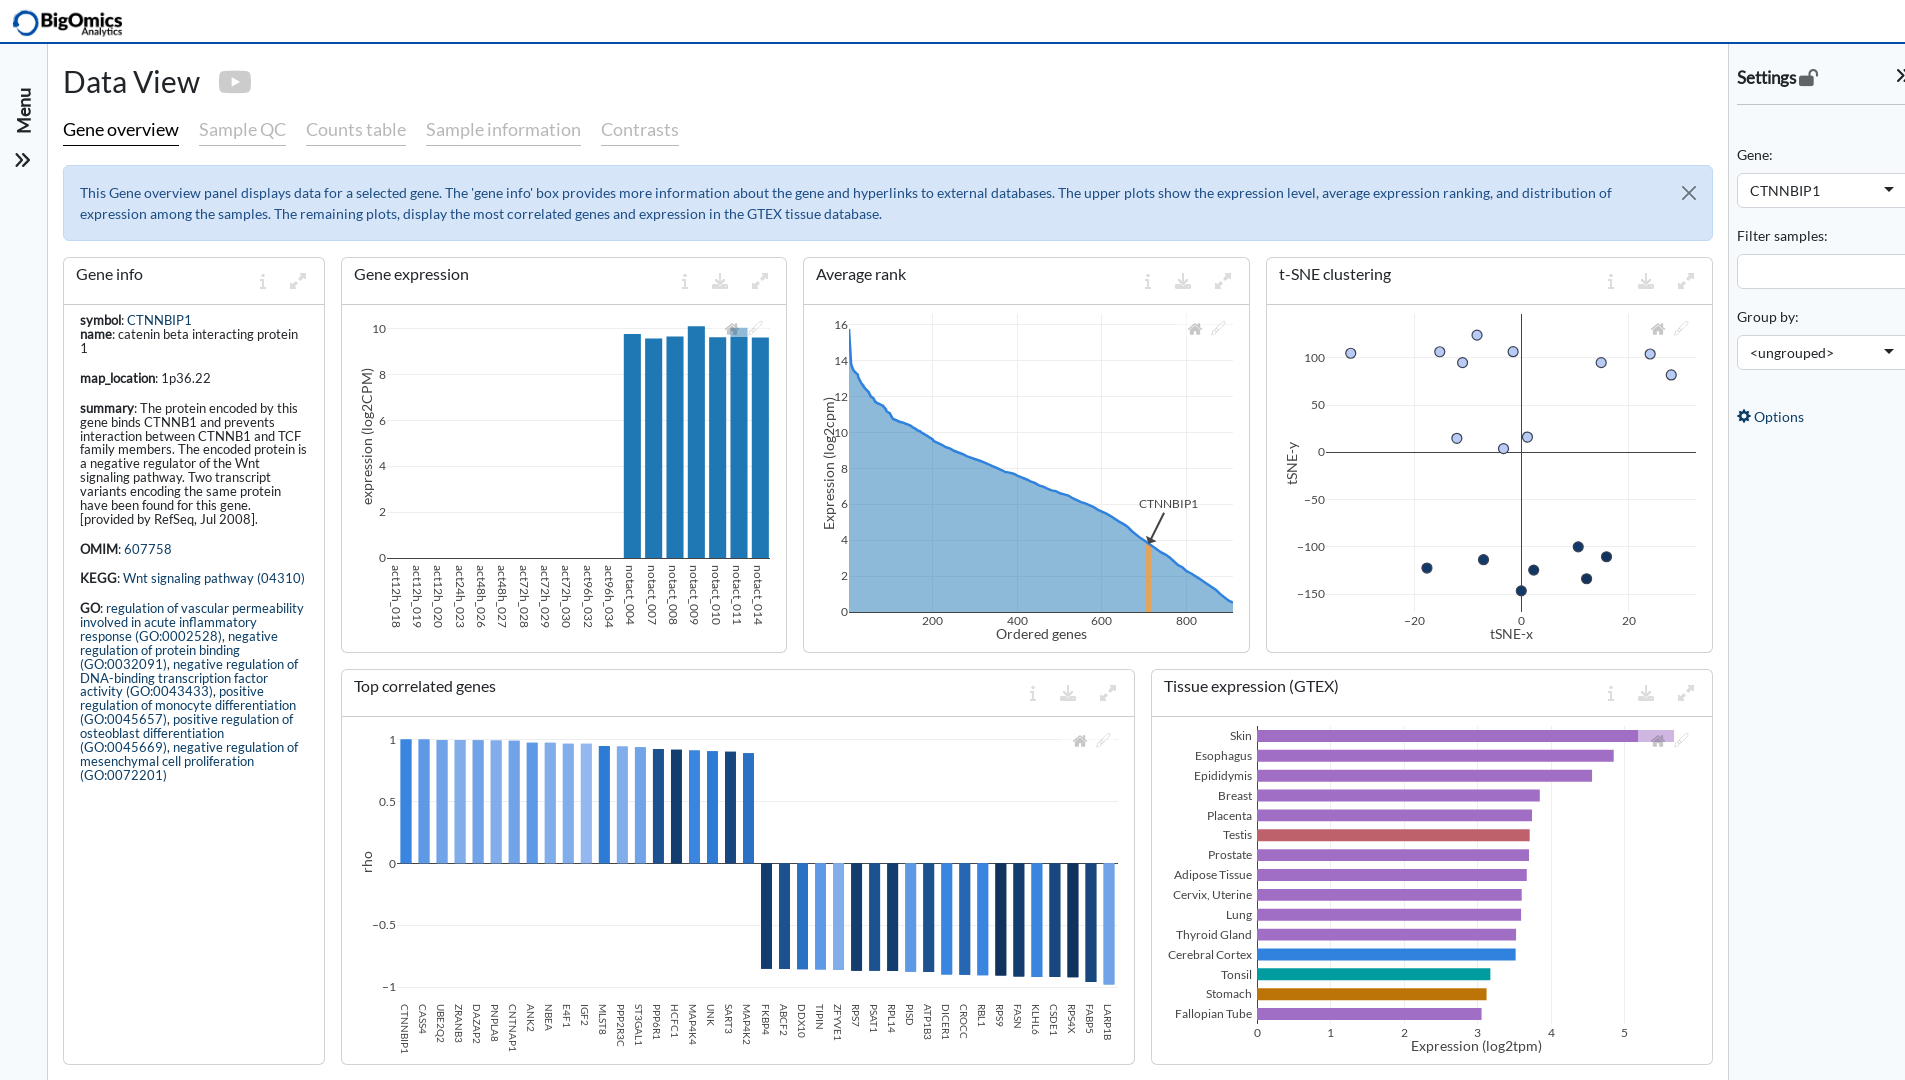 BigOmics
Analytics
Menu
Data View
Gene overview
Sample QC
Counts table
Sample information
Contrasts
This Gene overview panel displays data for a selected gene. The 'gene info' box provides more information about the gene and hyperlinks to external databases. The upper plots show the expression level, average expression ranking, and distribution of
expression among the samples. The remaining plots, display the most correlated genes and expression in the GTEX tissue database.
Gene info
symbol: CTNNBIP1
name: catenin beta interacting protein
1
map_location: 1p36.22
summary: The protein encoded by this
gene binds CTNNB1 and prevents
interaction between CTNNB1 and TCF
family members. The encoded protein is
a negative regulator of the Wnt
signaling pathway. Two transcript
variants encoding the same protein
have been found for this gene.
[provided by RefSeq, Jul 2008].
OMIM: 607758
KEGG: Wnt signaling pathway (04310)
GO: regulation of vascular permeability
involved in acute inflammatory
response (GO:0002528), negative
regulation of protein binding
(GO:0032091), negative regulation of
DNA-binding transcription factor
activity (GO:0043433), positive
regulation of monocyte differentiation
(GO:0045657), positive regulation of
osteoblast differentiation
(GO:0045669), negative regulation of
mesenchymal cell proliferation
(GO:0072201)
Gene expression
expression (log2CPM)
10
8
6
4
2
0
act12h_018
act12h_019
act12h_020
act24h_023
act48h_026
act48h_027
act72h_028
act72h_029
act72h_030
act96h_032
act96h_034
notact_004
notact_007
notact_008
notact_009
notact_010
notact_011
notact_014
Average rank
Expression (log2cpm)
16
14
12
10
8
6
4
2
0
CTNNBIP1
200
400
600
800
Ordered genes
t-SNE clustering
tSNE-y
100
50
0
−50
−100
−150
−20
0
20
tSNE-x
Top correlated genes
rho
1
0.5
0
−0.5
−1
CTNNBIP1
CASS4
UBE2Q2
ZRANB3
DAZAP2
PNPLA8
CNTNAP1
ANK2
NBEA
E4F1
IGF2
MLST8
PPP2R3C
ST3GAL1
PPP6R1
HCFC1
MAP4K4
UNK
SART3
MAP4K2
FKBP4
ABCF2
DDX10
TIPIN
ZFYVE1
RPS7
PSAT1
RPL14
PISD
ATP1B3
DICER1
CROCC
RBL1
RPS9
FASN
KLHL6
CSDE1
RPS4X
FABP5
LARP1B
Tissue expression (GTEX)
Skin
Esophagus
Epididymis
Breast
Placenta
Testis
Prostate
Adipose Tissue
Cervix, Uterine
Lung
Thyroid Gland
Cerebral Cortex
Tonsil
Stomach
Fallopian Tube
0
1
2
3
4
5
Expression (log2tpm)
Settings
Gene:
CTNNBIP1
Filter samples:
Group by:
<ungrouped>
Options